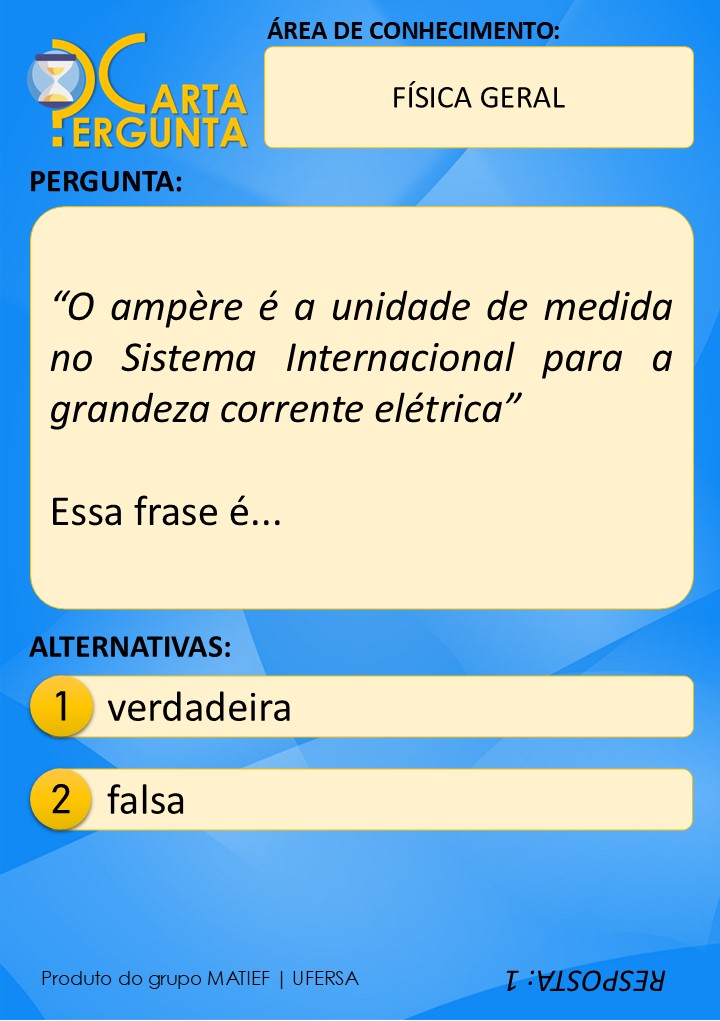 ÁREA DE CONHECIMENTO:
CARTA
PERGUNTA
FÍSICA GERAL
PERGUNTA:
“O ampère é a unidade de medida
no Sistema Internacional para a
grandeza corrente elétrica”
Essa frase é...
ALTERNATIVAS:
1 verdadeira
2 falsa
Produto do grupo MATIEF | UFERSA
RESPOSTA: 1